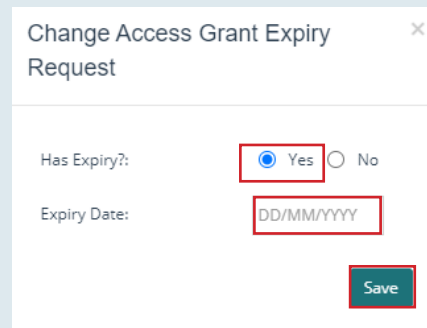 Change Access Grant Expiry
Request
×
Has Expiry?:
Yes
No
Expiry Date:
DD/MM/YYYY
Save